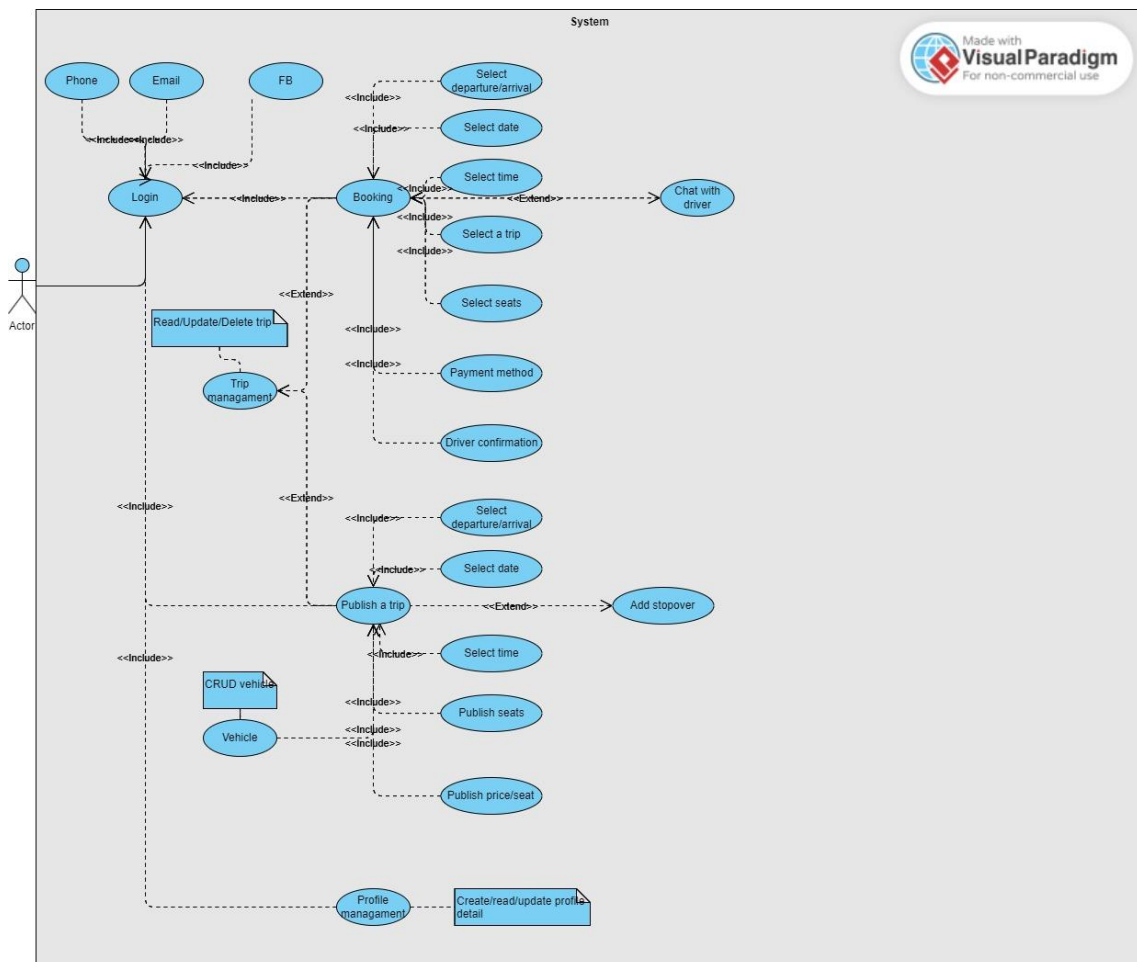 System
Made with
Visual Paradigm
For non-commercial use
Phone
Email
FB
Select
departure/arrival
<<Include>>
Select date
<<Include>>
<<Include>>
<<Include>>
<<Include>>
Select time
<<Include>>
Login
<<Include>>
Booking
<<Extend>>
Chat with
driver
<<Include>>
Select a trip
<<Include>>
Select seats
Actor
<<Extend>>
Read/Update/Delete trip
<<Include>>
<<Include>>
Trip
managament
Payment method
Driver confirmation
<<Extend>>
<<Include>>
Select
departure/arrival
<<Include>>
Select date
<<Include>>
Publish a trip
<<Extend>>
Add stopover
<<Include>>
Select time
<<Include>>
CRUD vehicle
<<Include>>
Publish seats
Vehicle
<<Include>>
<<Include>>
Publish price/seat
Profile
managament
Create/read/update profile
detail